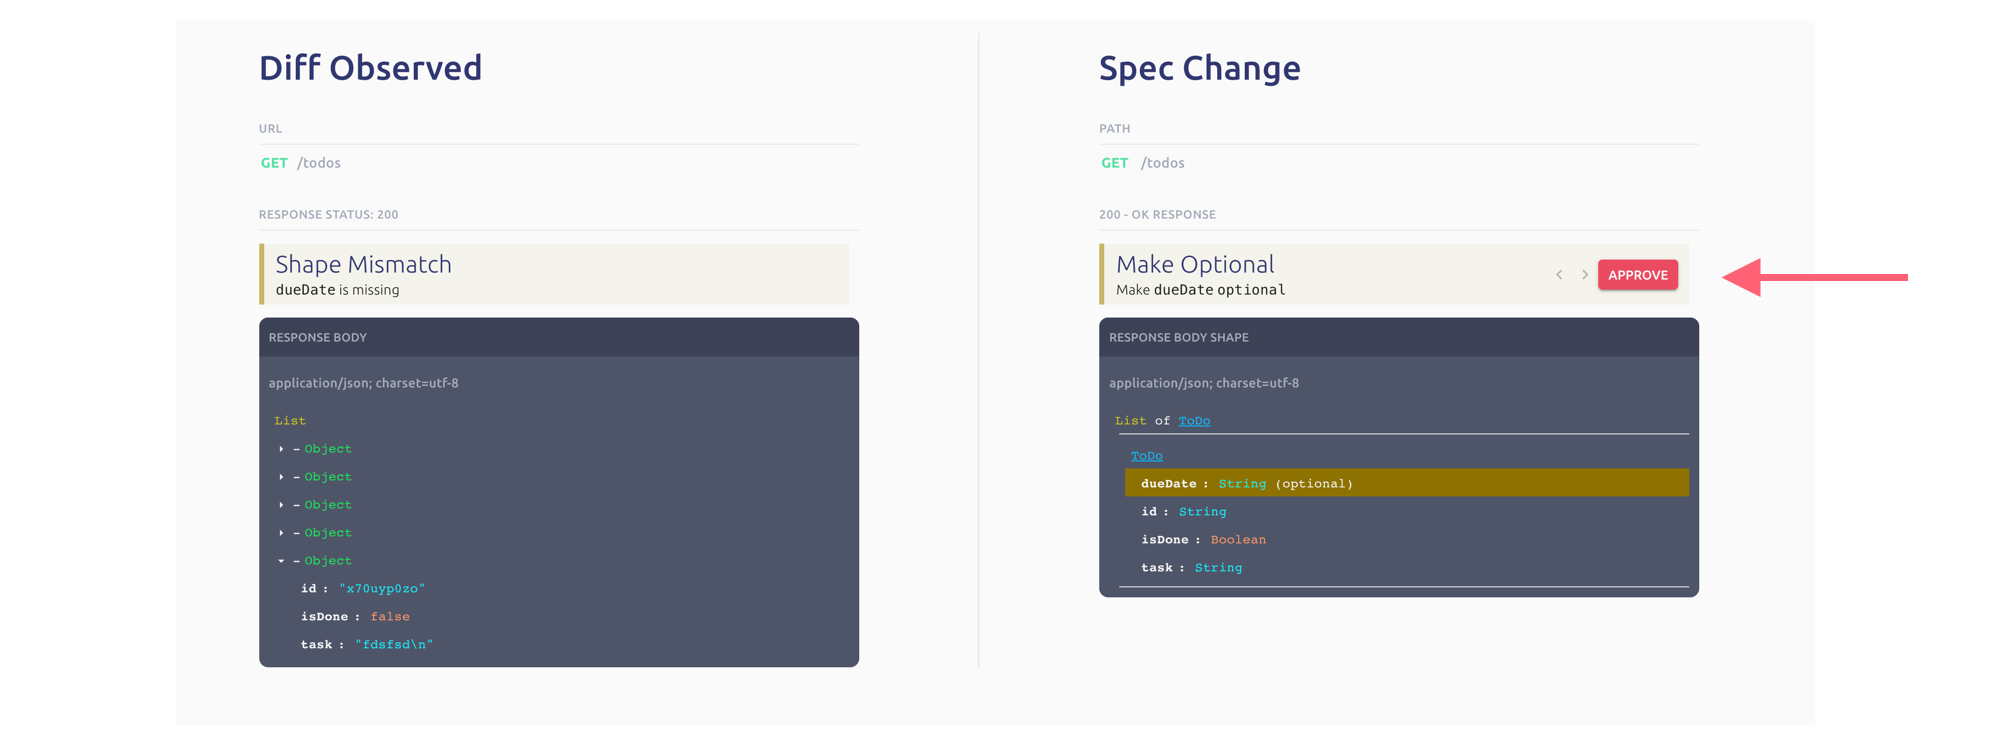 Diff Observed
URL
GET /todos
RESPONSE STATUS: 200
Shape Mismatch
dueDate is missing
RESPONSE BODY
application/json; charset=utf-8
List
– Object
– Object
– Object
– Object
– Object
id : "x70uyp0zo"
isDone : false
task : "fdsfsd\n"
Spec Change
PATH
GET /todos
200 - OK RESPONSE
Make Optional
Make dueDate optional
< > APPROVE
RESPONSE BODY SHAPE
application/json; charset=utf-8
List of ToDo
ToDo
dueDate : String (optional)
id : String
isDone : Boolean
task : String